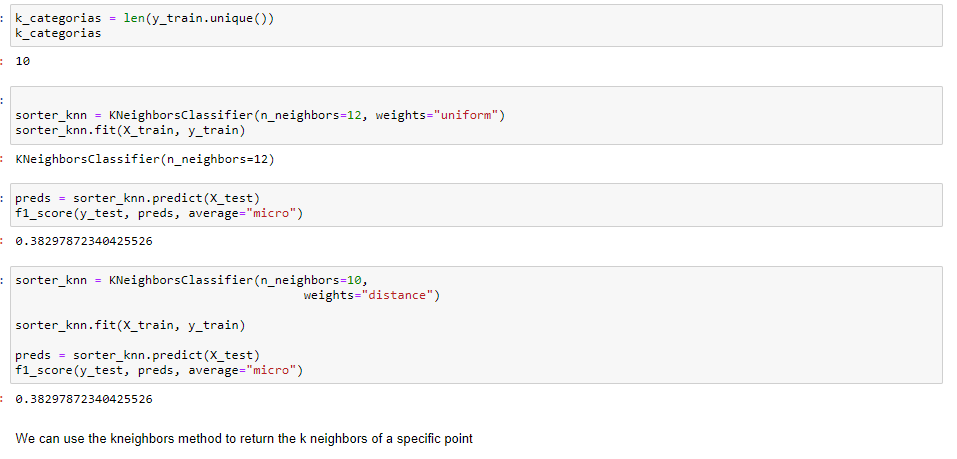 : k_categorias = len(y_train.unique())
k_categorias
: 10
:
sorter_knn = KNeighborsClassifier(n_neighbors=12, weights="uniform")
sorter_knn.fit(X_train, y_train)
: KNeighborsClassifier(n_neighbors=12)
: preds = sorter_knn.predict(X_test)
f1_score(y_test, preds, average="micro")
: 0.38297872340425526
: sorter_knn = KNeighborsClassifier(n_neighbors=10,
weights="distance")
sorter_knn.fit(X_train, y_train)
preds = sorter_knn.predict(X_test)
f1_score(y_test, preds, average="micro")
: 0.38297872340425526
We can use the kneighbors method to return the k neighbors of a specific point